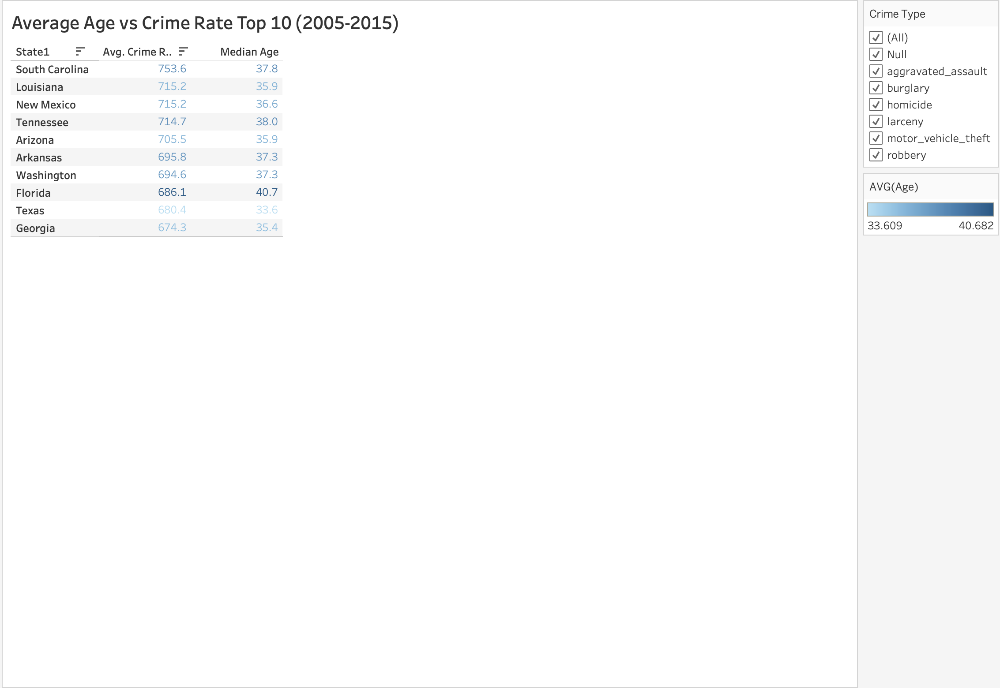 Average Age vs Crime Rate Top 10 (2005-2015)
State1 Avg. Crime R.. Median Age
South Carolina 753.6 37.8
Louisiana 715.2 35.9
New Mexico 715.2 36.6
Tennessee 714.7 38.0
Arizona 705.5 35.9
Arkansas 695.8 37.3
Washington 694.6 37.3
Florida 686.1 40.7
Texas 680.4 33.6
Georgia 674.3 35.4
Crime Type
(All)
Null
aggravated_assault
burglary
homicide
larceny
motor_vehicle_theft
robbery
AVG(Age)
33.609 40.682